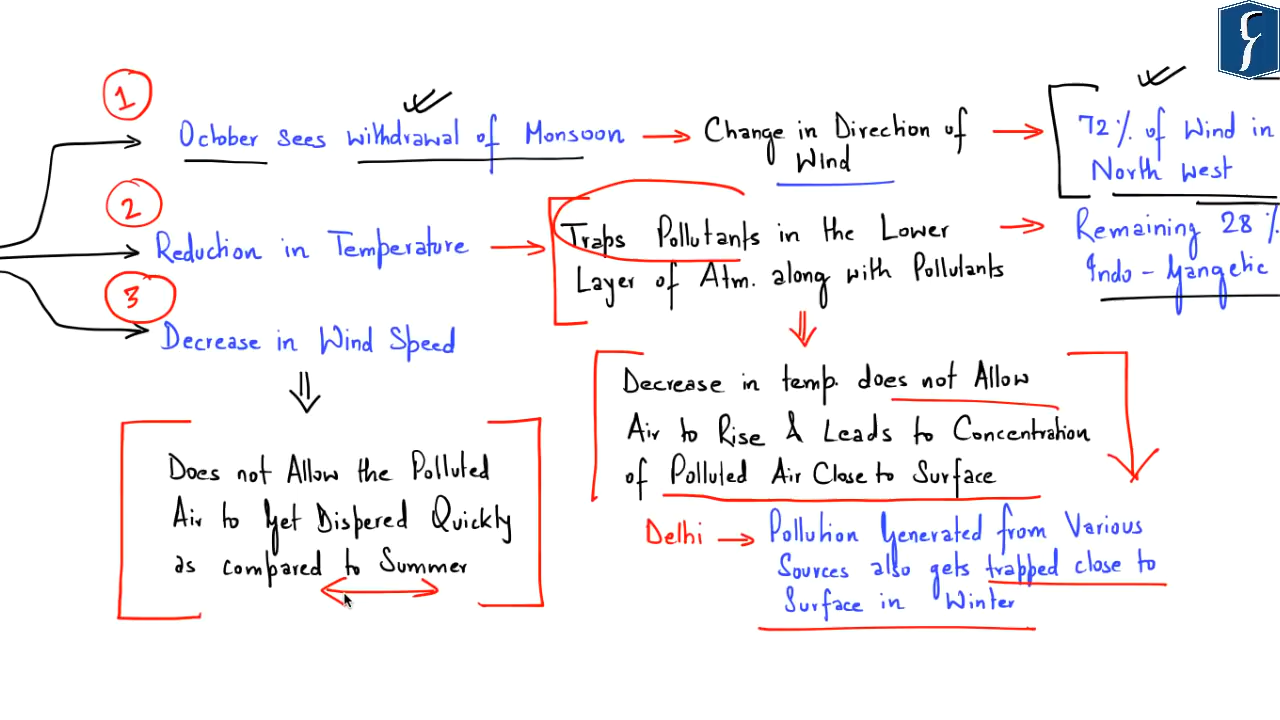 1
October sees withdrawal of Monsoon → Change in Direction of
Wind
→ 72% of Wind in
North west
2
Reduction in Temperature → Traps Pollutants in the Lower
Layer of Atm. along with Pollutants
→ Remaining 28%
Indo - Gangetic
3
Decrease in Wind Speed
Does not Allow the Polluted
Air to Get Dispered Quickly
as compared to Summer
Decrease in temp. does not Allow
Air to Rise & Leads to Concentration
of Polluted Air Close to Surface
Delhi → Pollution Generated from Various
Sources also gets trapped close to
Surface in Winter